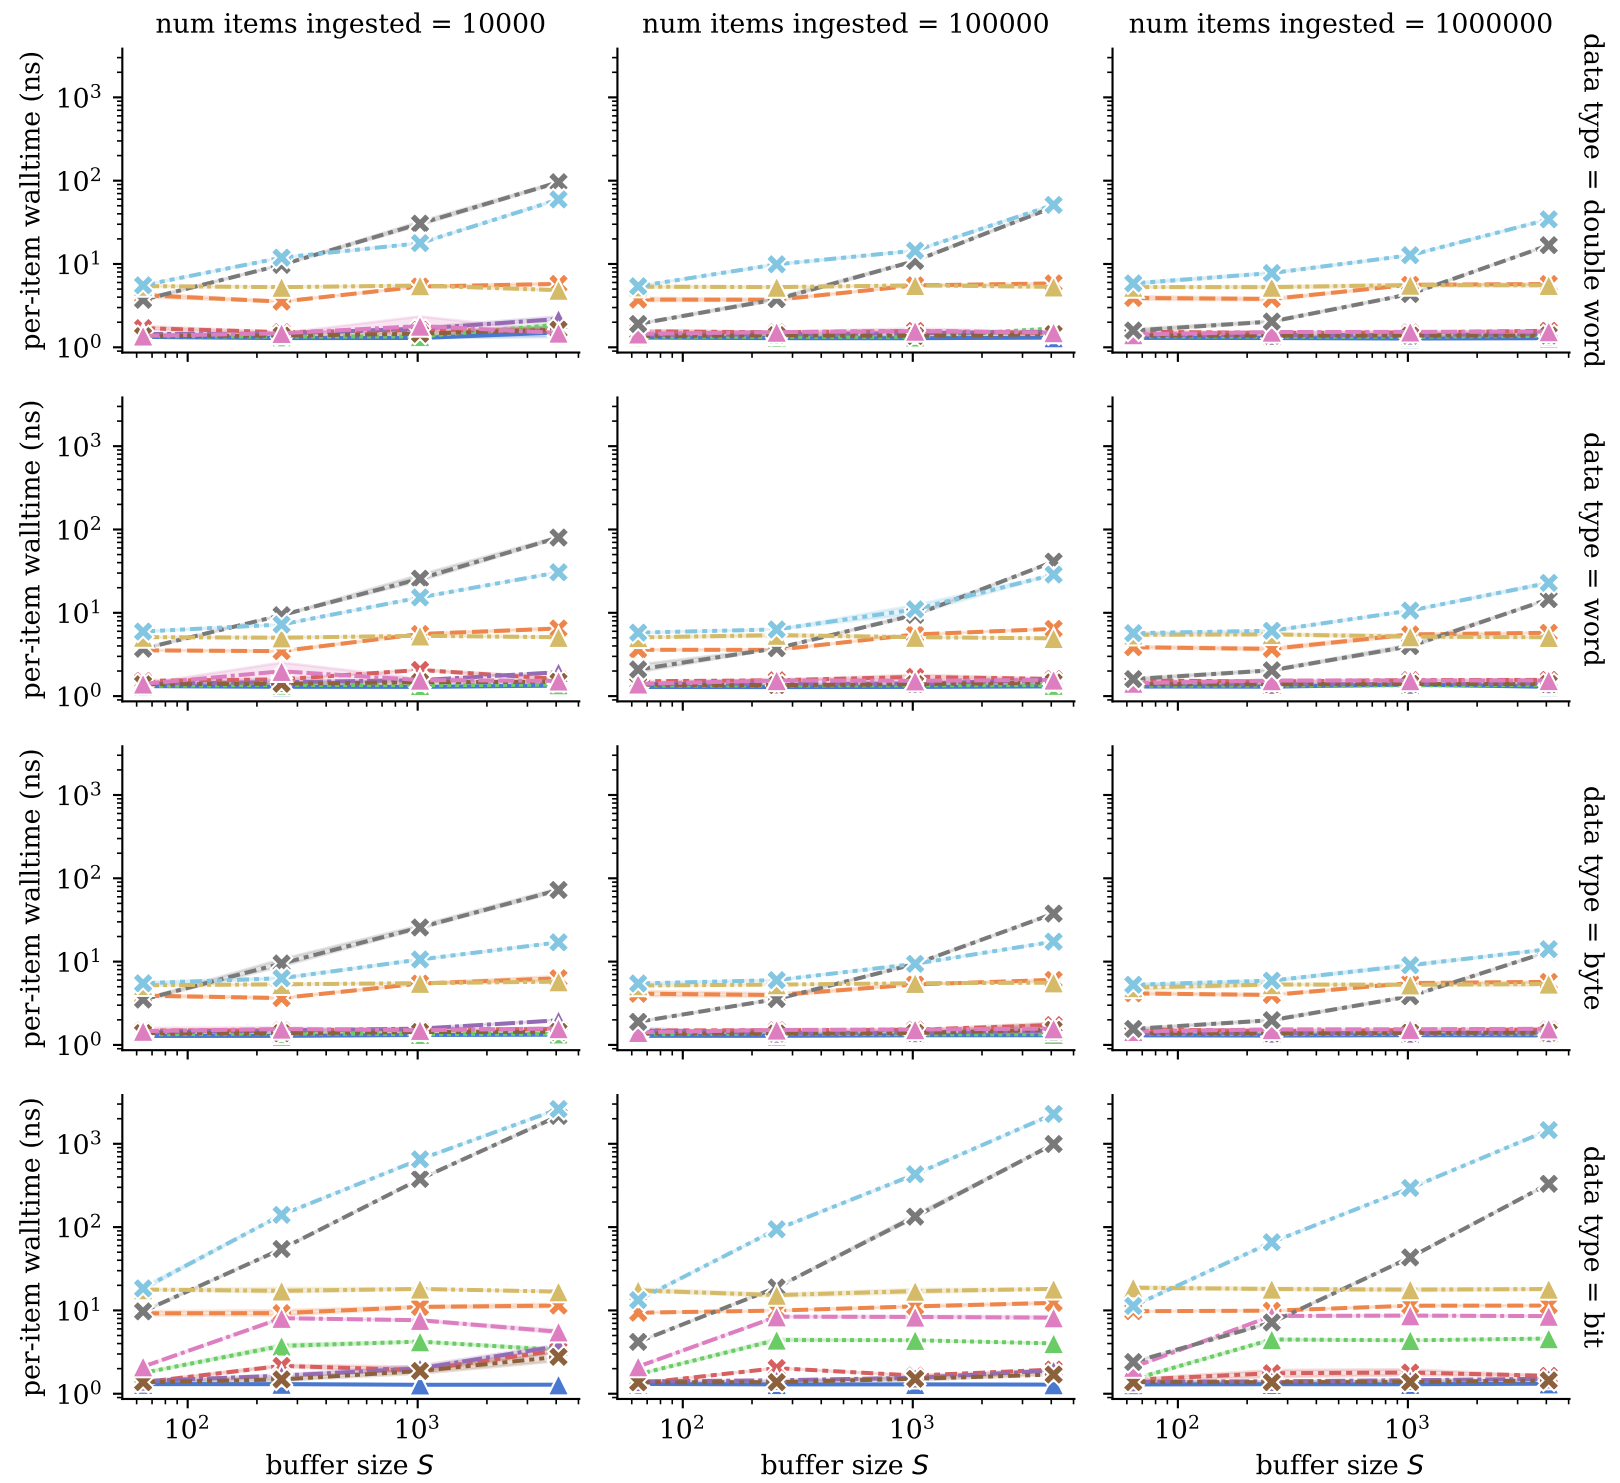 num items ingested = 10000
num items ingested = 100000
num items ingested = 1000000
per-item walltime (ns)
10³
10²
10¹
10⁰
data type = double word
per-item walltime (ns)
10³
10²
10¹
10⁰
data type = word
per-item walltime (ns)
10³
10²
10¹
10⁰
data type = byte
per-item walltime (ns)
10³
10²
10¹
10⁰
data type = bit
10² 10³
10² 10³
10² 10³
buffer size S
buffer size S
buffer size S